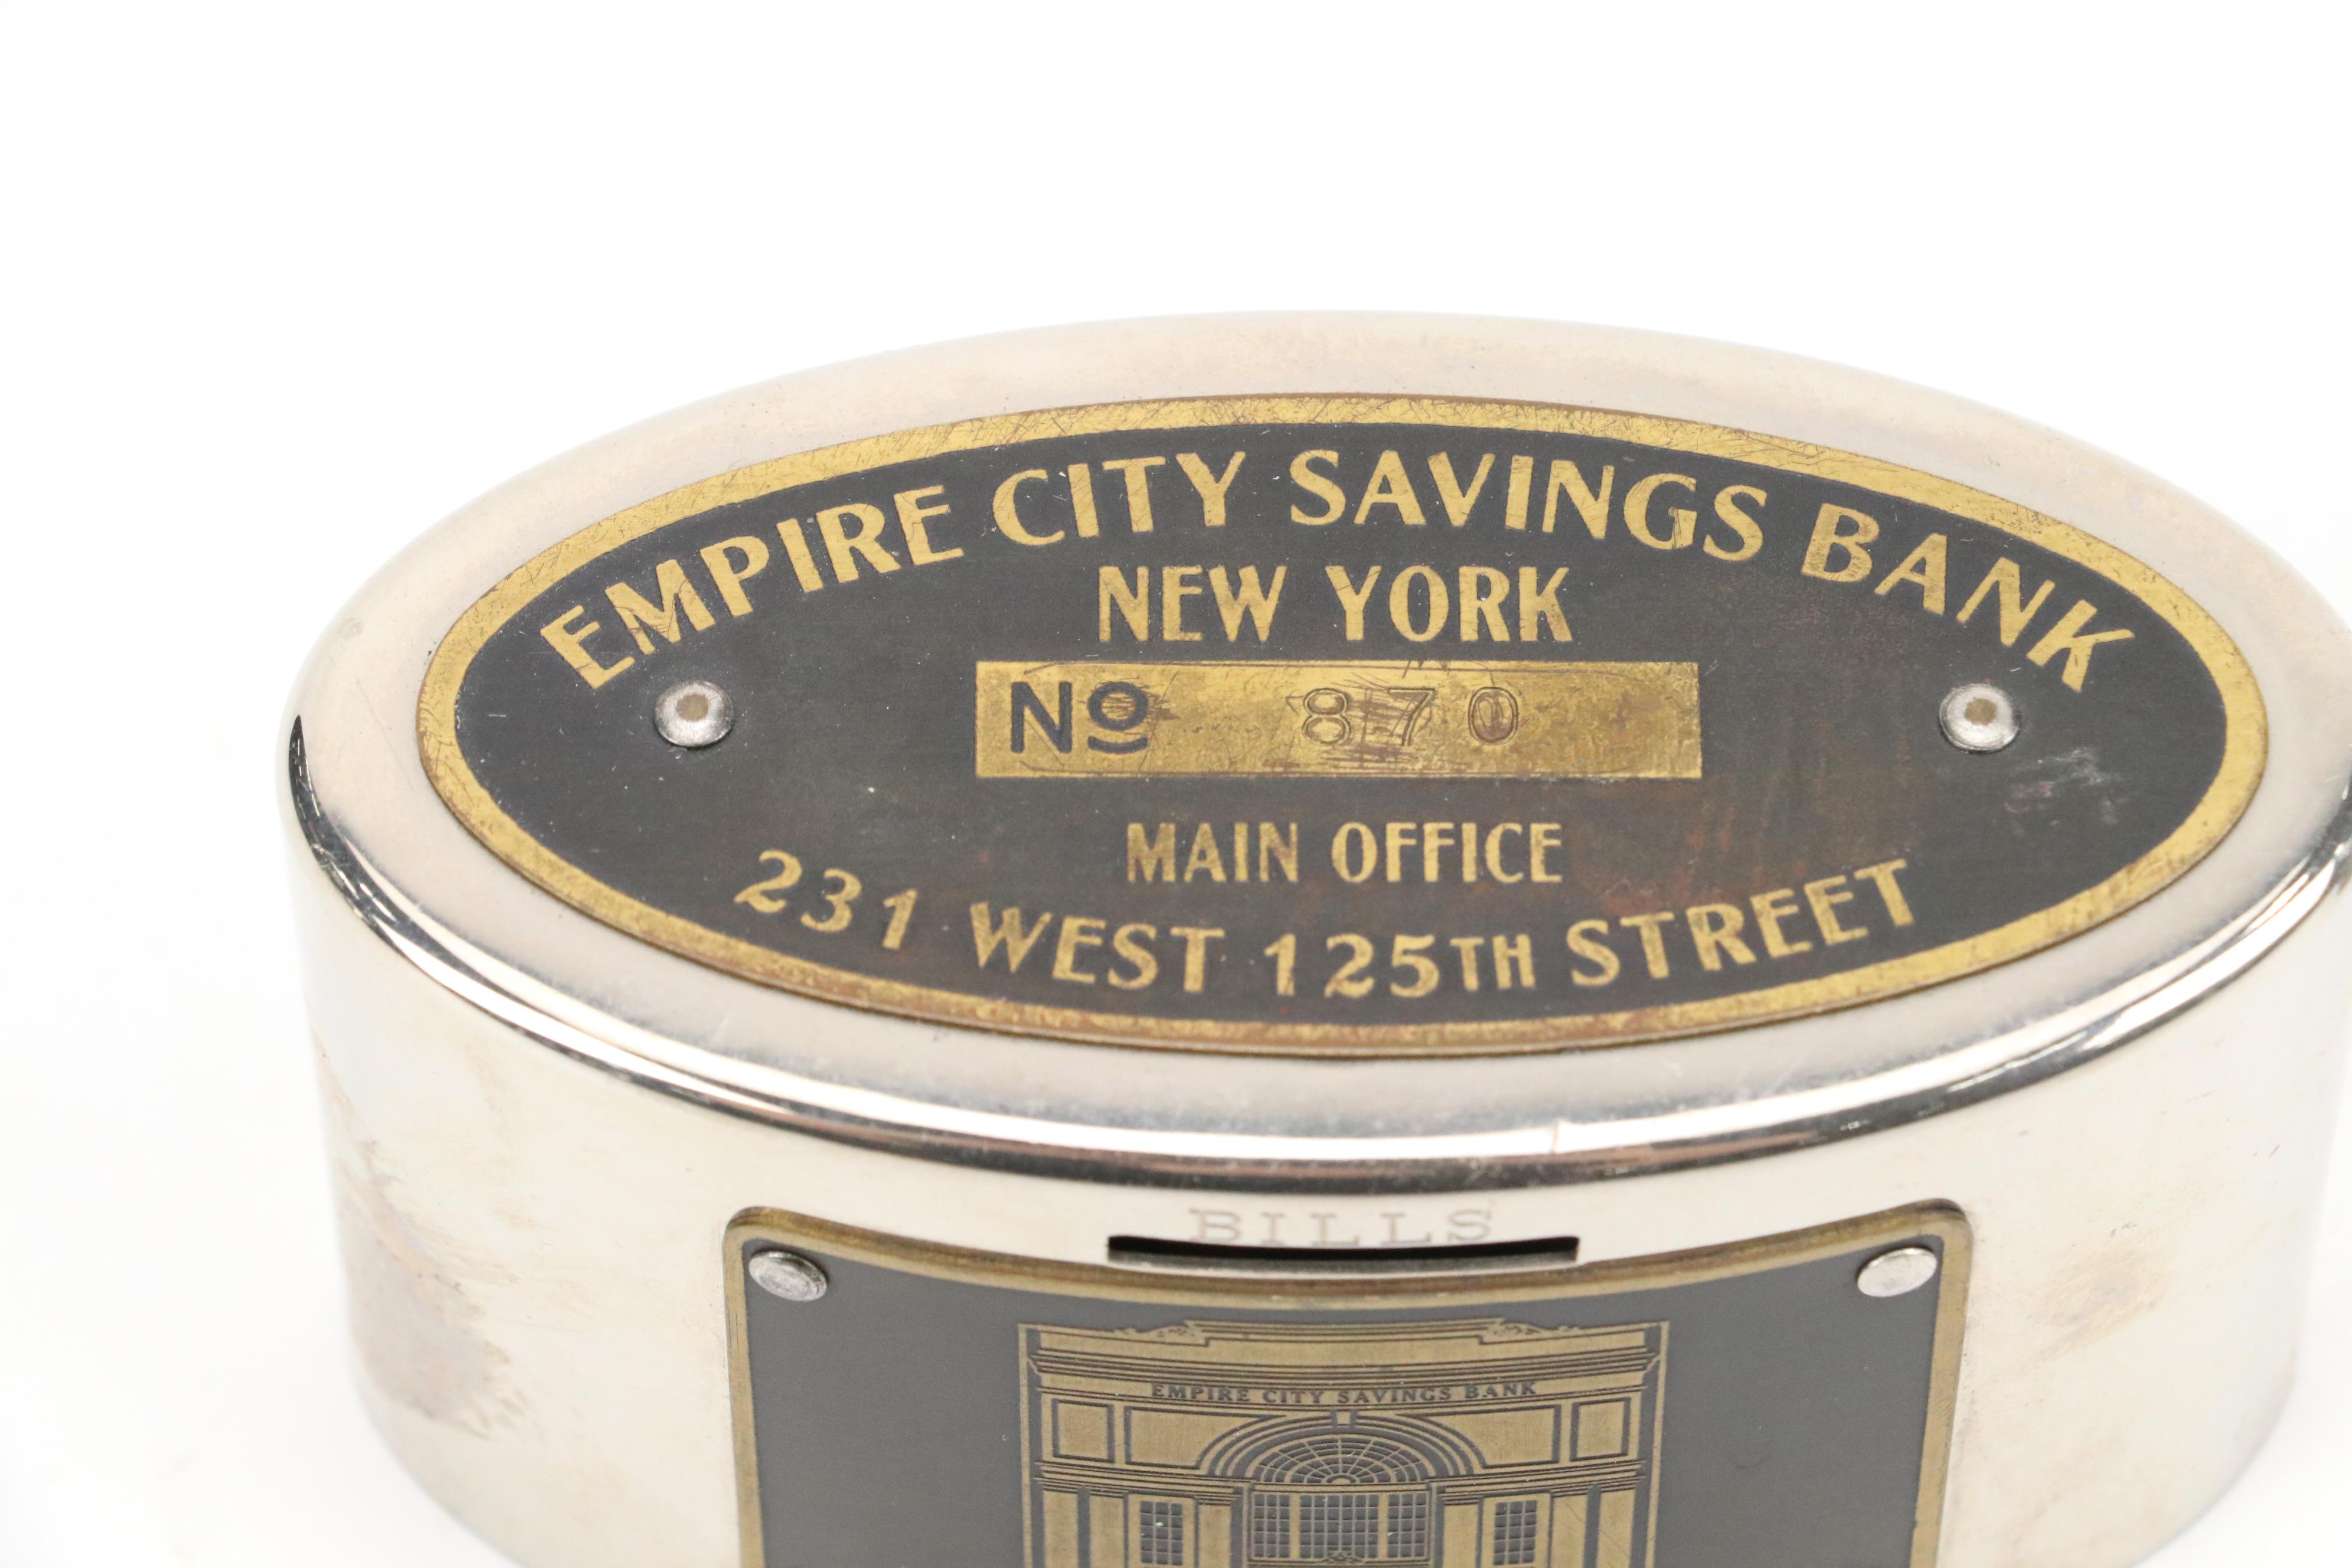 EMPIRE CITY SAVINGS BANK
NEW YORK
No 870
MAIN OFFICE
231 WEST 125TH STREET
BILLS
EMPIRE CITY SAVINGS BANK